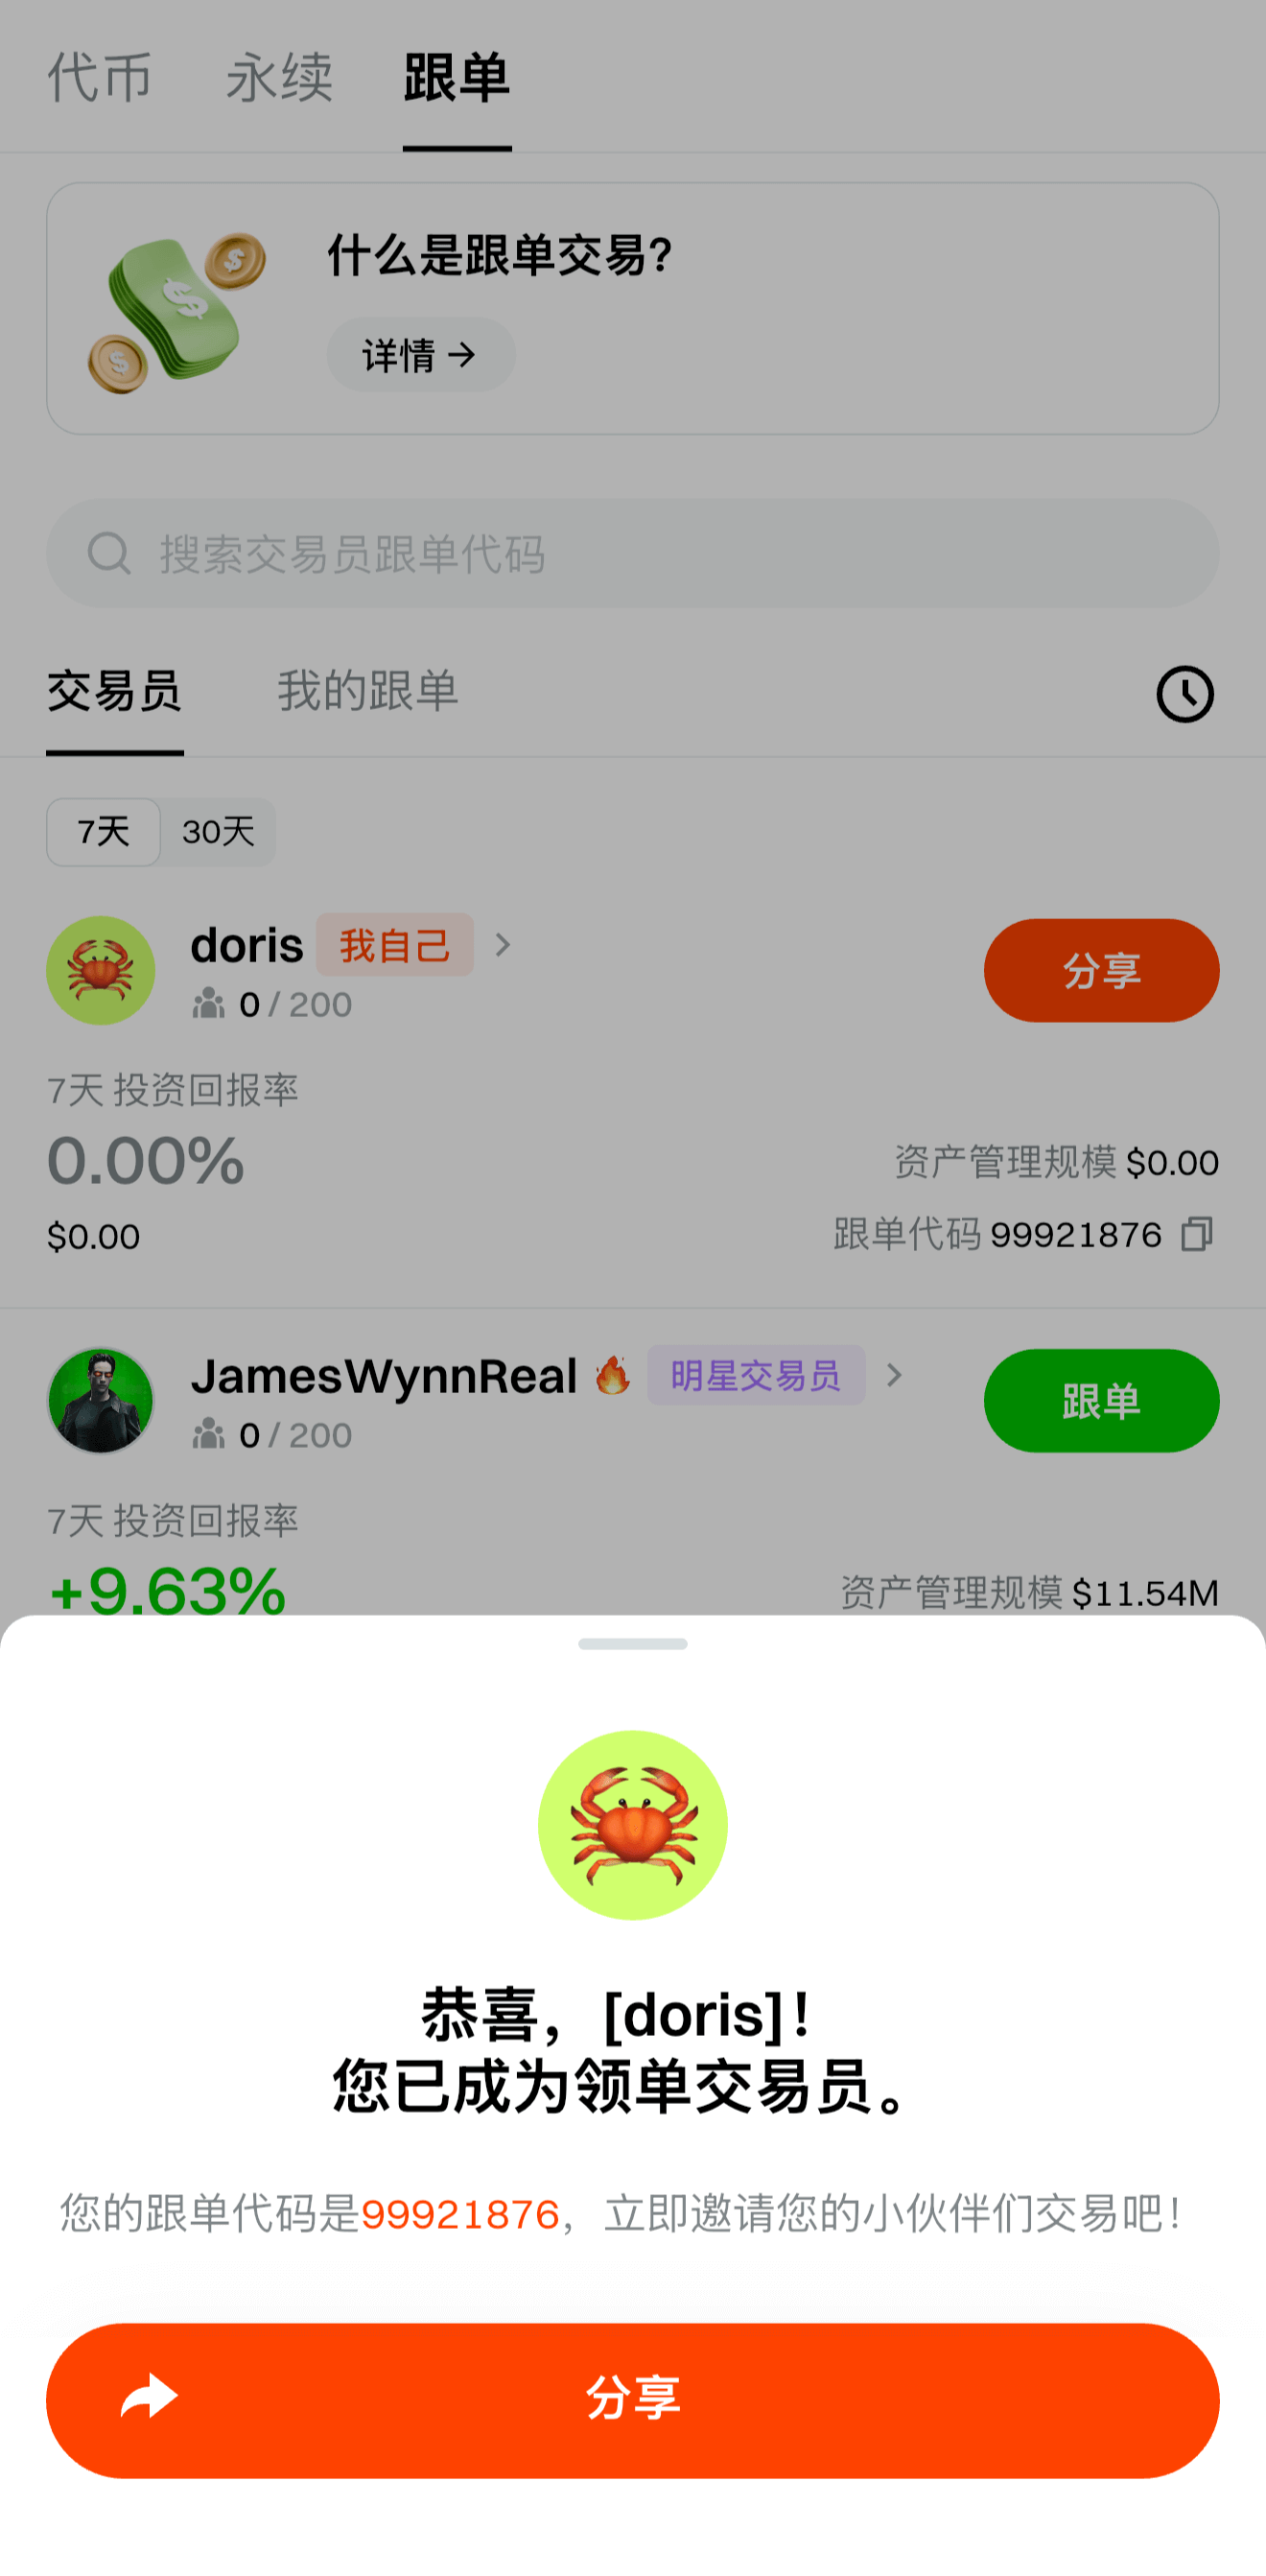 代币 永续 跟单
什么是跟单交易?
详情 →
搜索交易员跟单代码
交易员 我的跟单
7天 30天
doris 我自己
分享
0 / 200
7天 投资回报率
0.00%
资产管理规模 $0.00
$0.00
跟单代码 99921876
JamesWynnReal 明星交易员
跟单
0 / 200
7天 投资回报率
+9.63%
资产管理规模 $11.54M
恭喜，[doris]！
您已成为领单交易员。
您的跟单代码是99921876，立即邀请您的小伙伴们交易吧！
分享